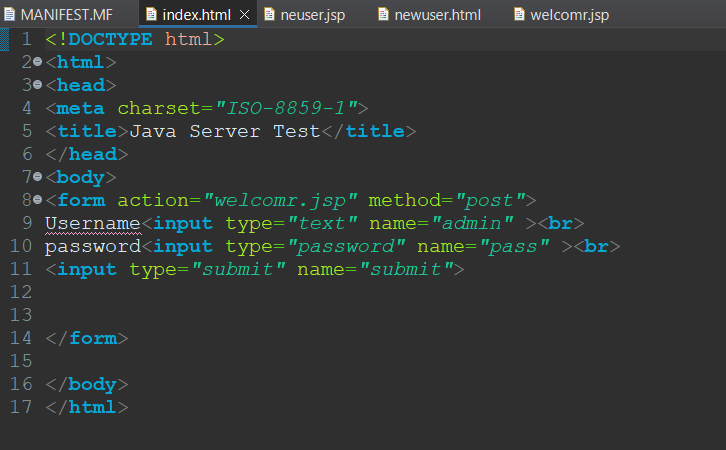 MANIFEST.MF index.html neuser.jsp newuser.html welcomr.jsp
1 <!DOCTYPE html>
2 <html>
3 <head>
4 <meta charset="ISO-8859-1">
5 <title>Java Server Test</title>
6 </head>
7 <body>
8 <form action="welcomr.jsp" method="post">
9 Username<input type="text" name="admin" ><br>
10 password<input type="password" name="pass" ><br>
11 <input type="submit" name="submit">
12
13
14 </form>
15
16 </body>
17 </html>